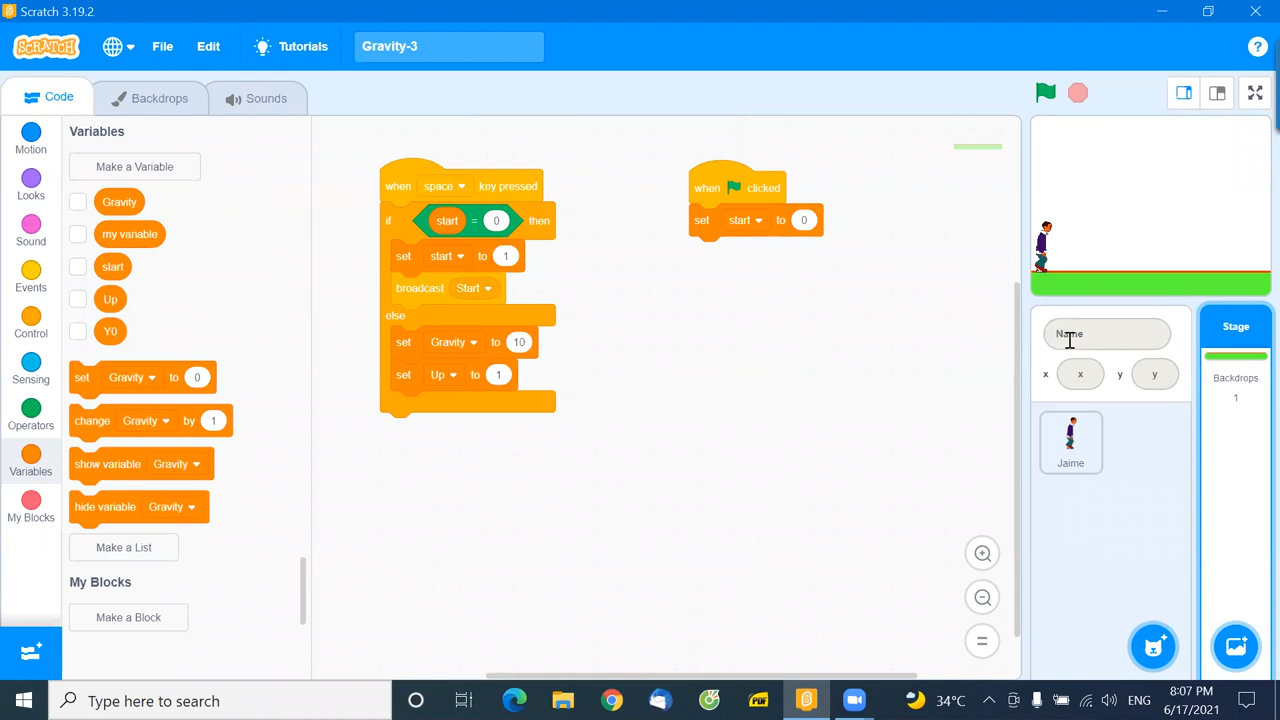 Scratch 3.19.2
SCRATCH File Edit Tutorials Gravity-3
Code Backdrops Sounds
Motion
Looks
Sound
Events
Control
Sensing
Operators
Variables
My Blocks
Variables
Make a Variable
Gravity
my variable
start
Up
Y0
set Gravity to 0
change Gravity by 1
show variable Gravity
hide variable Gravity
Make a List
My Blocks
Make a Block
when space key pressed
if start = 0 then
set start to 1
broadcast Start
else
set Gravity to 10
set Up to 1
when clicked
set start to 0
Name
x x y y
Jaime
Stage
Backdrops
1
Type here to search
PDF
34°C ENG 8:07 PM
6/17/2021